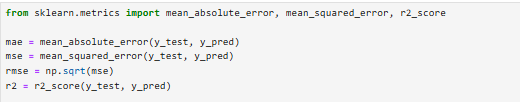 from sklearn.metrics import mean_absolute_error, mean_squared_error, r2_score
mae = mean_absolute_error(y_test, y_pred)
mse = mean_squared_error(y_test, y_pred)
rmse = np.sqrt(mse)
r2 = r2_score(y_test, y_pred)